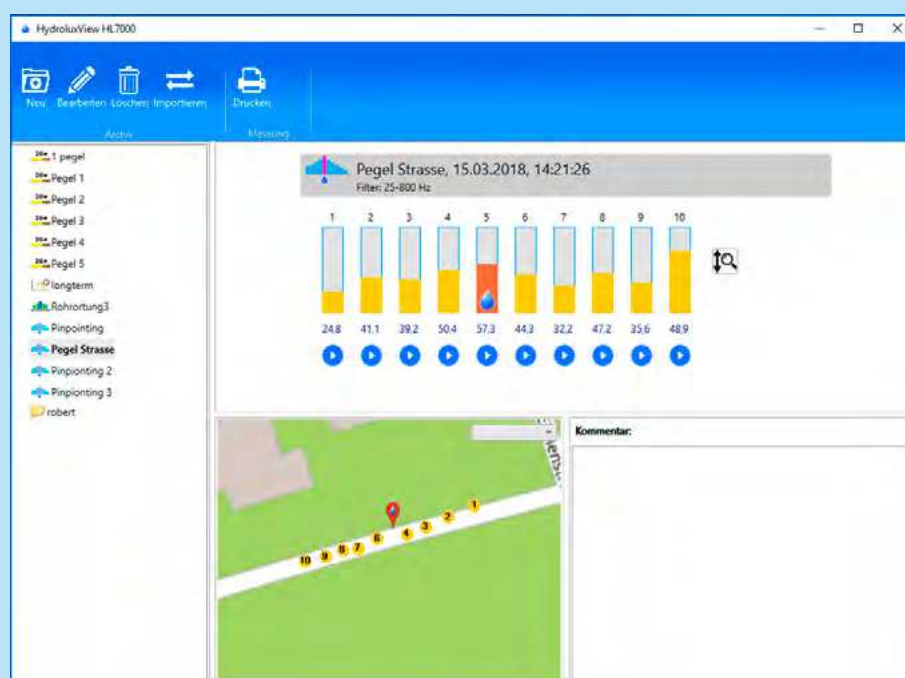 HydroluxView HL7000
Neu Bearbeiten Löschen Importieren Drucken
Archiv Messung
1 pegel
Pegel 1
Pegel 2
Pegel 3
Pegel 4
Pegel 5
longterm
Rohrortung3
Pinpointing
Pegel Strasse
Pinpionting 2
Pinpionting 3
robert
Pegel Strasse, 15.03.2018, 14:21:26
Filter: 25-800 Hz
1 2 3 4 5 6 7 8 9 10
24,8 41,1 39,2 50,4 57,3 44,3 32,2 47,2 35,6 48,9
1
2
3
4
6
7
8
9
10
Kommentar: